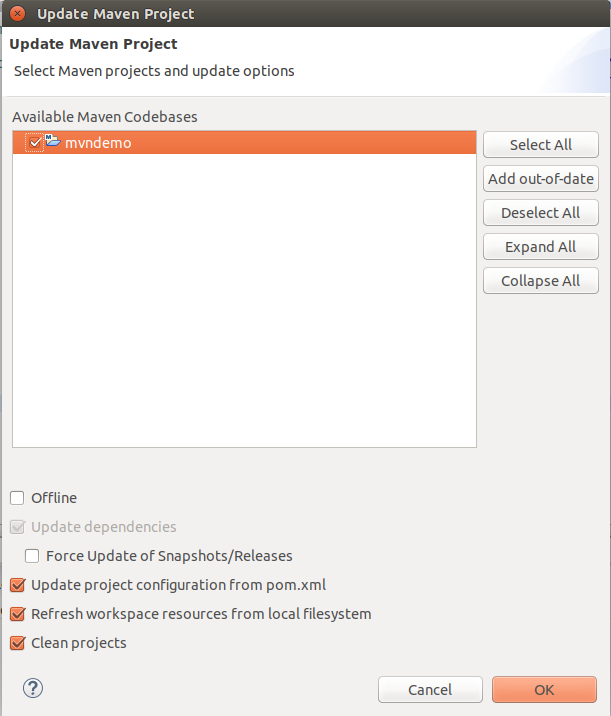 Update Maven Project
Update Maven Project
Select Maven projects and update options
Available Maven Codebases
mvndemo
Select All
Add out-of-date
Deselect All
Expand All
Collapse All
Offline
Update dependencies
Force Update of Snapshots/Releases
Update project configuration from pom.xml
Refresh workspace resources from local filesystem
Clean projects
?
Cancel
OK